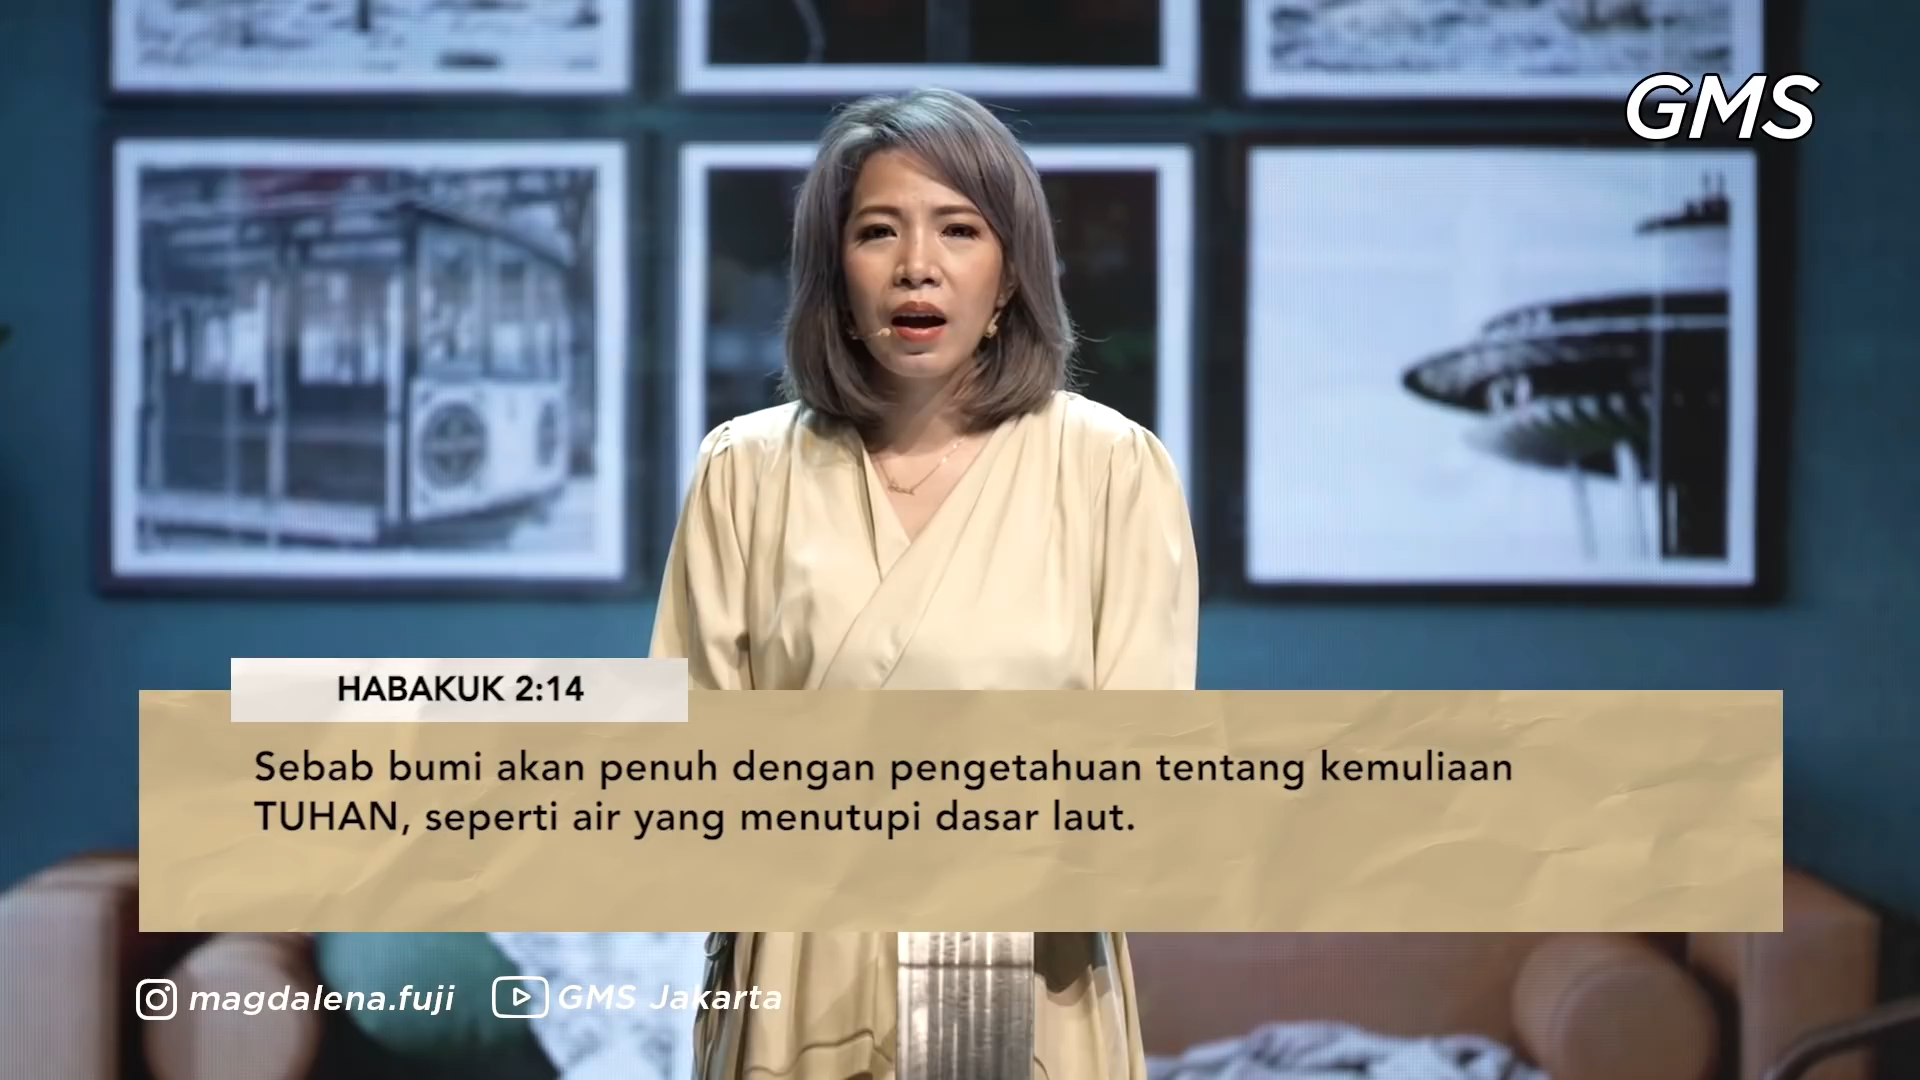 GMS
HABAKUK 2:14
Sebab bumi akan penuh dengan pengetahuan tentang kemuliaan
TUHAN, seperti air yang menutupi dasar laut.
magdalena.fuji GMS Jakarta